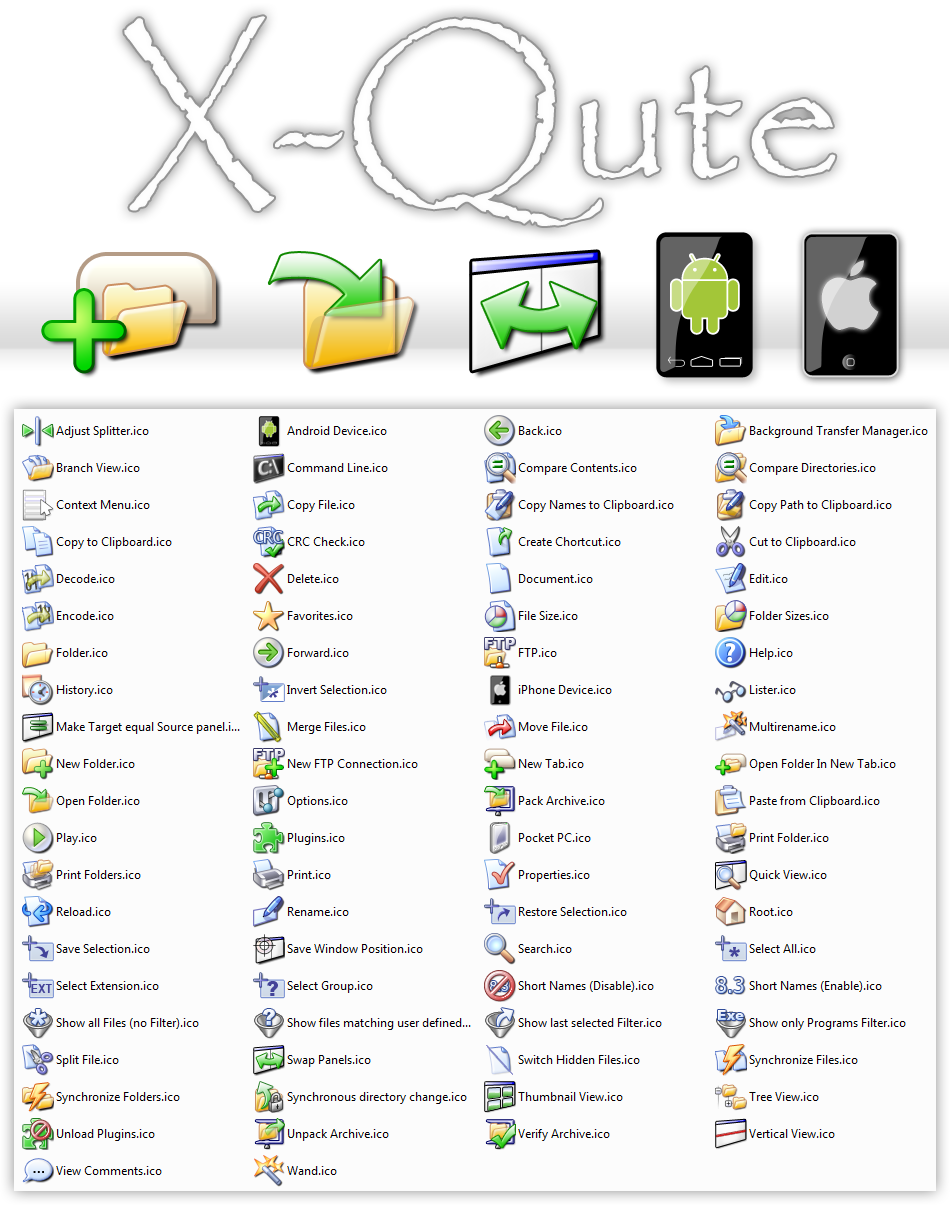 X-Qute
Adjust Splitter.ico Android Device.ico Back.ico Background Transfer Manager.ico
Branch View.ico C:\ Command Line.ico Compare Contents.ico Compare Directories.ico
Context Menu.ico Copy File.ico Copy Names to Clipboard.ico Copy Path to Clipboard.ico
Copy to Clipboard.ico CRC CRC Check.ico Create Chortcut.ico Cut to Clipboard.ico
Decode.ico Delete.ico Document.ico Edit.ico
Encode.ico Favorites.ico File Size.ico Folder Sizes.ico
Folder.ico Forward.ico FTP FTP.ico ? Help.ico
History.ico Invert Selection.ico iPhone Device.ico Lister.ico
Make Target equal Source panel.i... Merge Files.ico Move File.ico Multirename.ico
New Folder.ico FTP New FTP Connection.ico New Tab.ico Open Folder In New Tab.ico
Open Folder.ico Options.ico Pack Archive.ico Paste from Clipboard.ico
Play.ico Plugins.ico Pocket PC.ico Print Folder.ico
Print Folders.ico Print.ico Properties.ico Quick View.ico
Reload.ico Rename.ico Restore Selection.ico Root.ico
Save Selection.ico Save Window Position.ico Search.ico * Select All.ico
EXT Select Extension.ico ? Select Group.ico Short Names (Disable).ico 8.3 Short Names (Enable).ico
* Show all Files (no Filter).ico ? Show files matching user defined... Show last selected Filter.ico Exe Show only Programs Filter.ico
Split File.ico Swap Panels.ico Switch Hidden Files.ico Synchronize Files.ico
Synchronize Folders.ico Synchronous directory change.ico Thumbnail View.ico Tree View.ico
Unload Plugins.ico Unpack Archive.ico Verify Archive.ico Vertical View.ico
... View Comments.ico Wand.ico